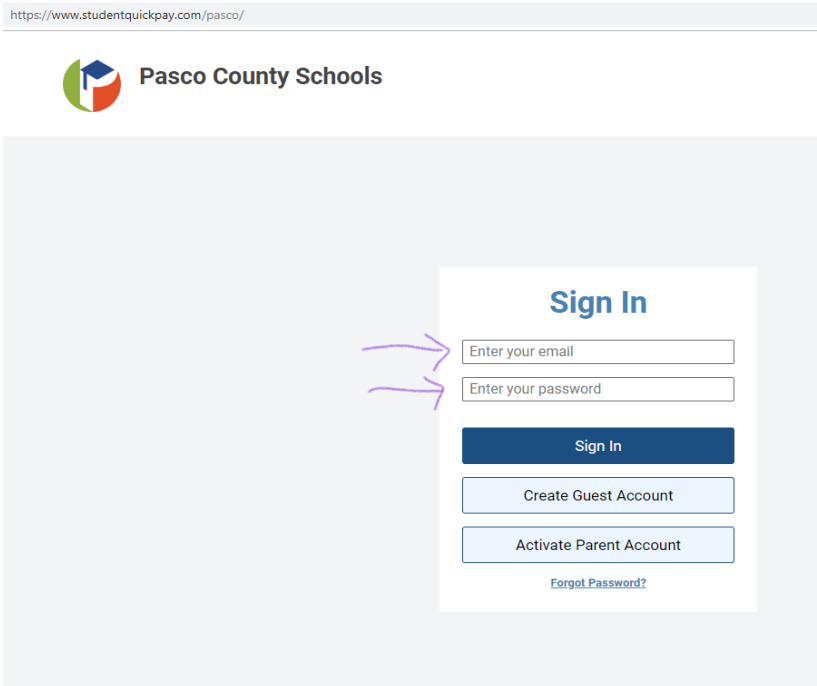 https://www.studentquickpay.com/pasco/
Pasco County Schools
Sign In
Enter your email
Enter your password
Sign In
Create Guest Account
Activate Parent Account
Forgot Password?